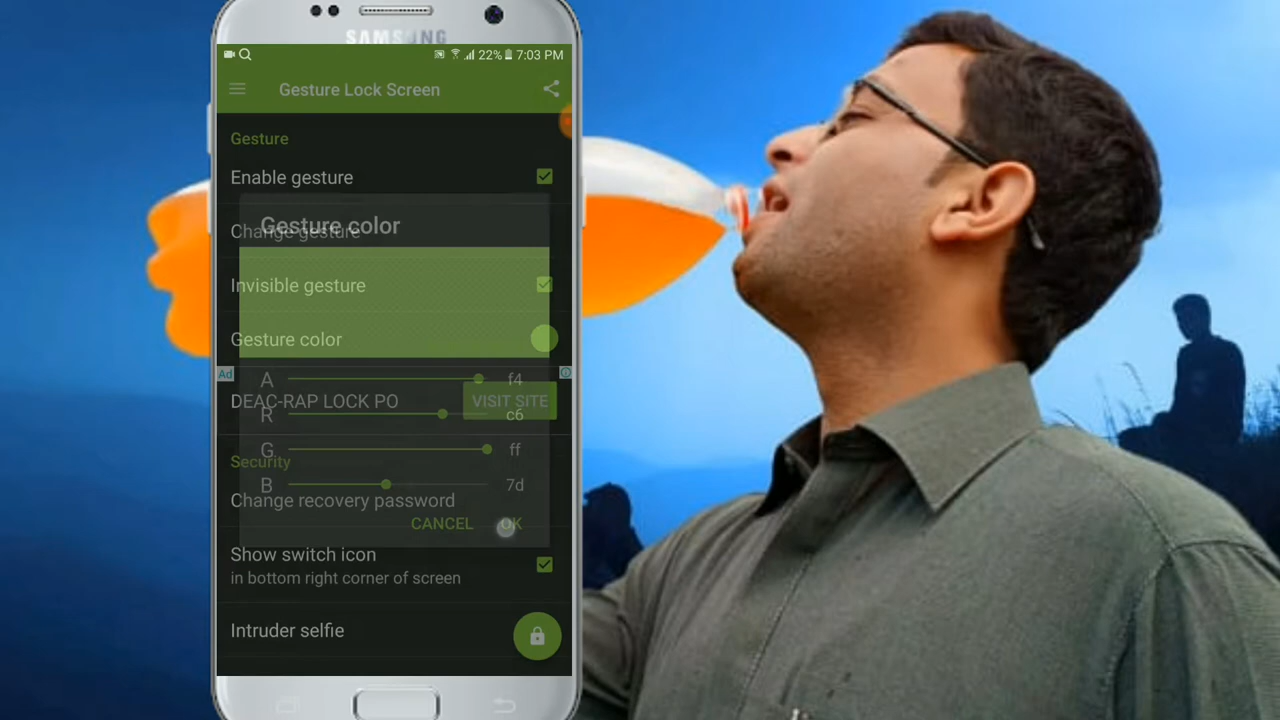 SAMSUNG
22% 7:03 PM
Gesture Lock Screen
Gesture
Enable gesture
Gesture color
Change gesture
Invisible gesture
Gesture color
Ad
A f4
DEAC-RAP LOCK PO VISIT SITE
R c6
G ff
Security
B 7d
Change recovery password
CANCEL OK
Show switch icon
in bottom right corner of screen
Intruder selfie